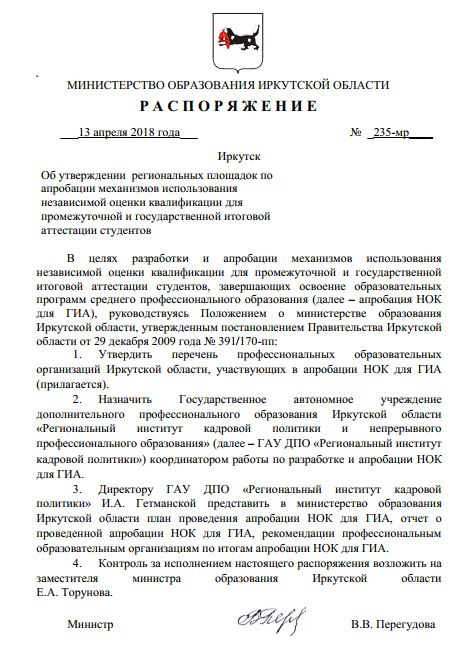 МИНИСТЕРСТВО ОБРАЗОВАНИЯ ИРКУТСКОЙ ОБЛАСТИ
РАСПОРЯЖЕНИЕ
13 апреля 2018 года № 235-мр
Иркутск
Об утверждении региональных площадок по
апробации механизмов использования
независимой оценки квалификации для
промежуточной и государственной итоговой
аттестации студентов
В целях разработки и апробации механизмов использования
независимой оценки квалификации для промежуточной и государственной
итоговой аттестации студентов, завершающих освоение образовательных
программ среднего профессионального образования (далее – апробация НОК
для ГИА), руководствуясь Положением о министерстве образования
Иркутской области, утвержденным постановлением Правительства Иркутской
области от 29 декабря 2009 года № 391/170-пп:
1. Утвердить перечень профессиональных образовательных
организаций Иркутской области, участвующих в апробации НОК для ГИА
(прилагается).
2. Назначить Государственное автономное учреждение
дополнительного профессионального образования Иркутской области
«Региональный институт кадровой политики и непрерывного
профессионального образования» (далее – ГАУ ДПО «Региональный институт
кадровой политики») координатором работы по разработке и апробации НОК
для ГИА.
3. Директору ГАУ ДПО «Региональный институт кадровой
политики» И.А. Гетманской представить в министерство образования
Иркутской области план проведения апробации НОК для ГИА, отчет о
проведенной апробации НОК для ГИА, рекомендации профессиональным
образовательным организациям по итогам апробации НОК для ГИА.
4. Контроль за исполнением настоящего распоряжения возложить на
заместителя министра образования Иркутской области
Е.А. Торунова.
Министр В.В. Перегудова